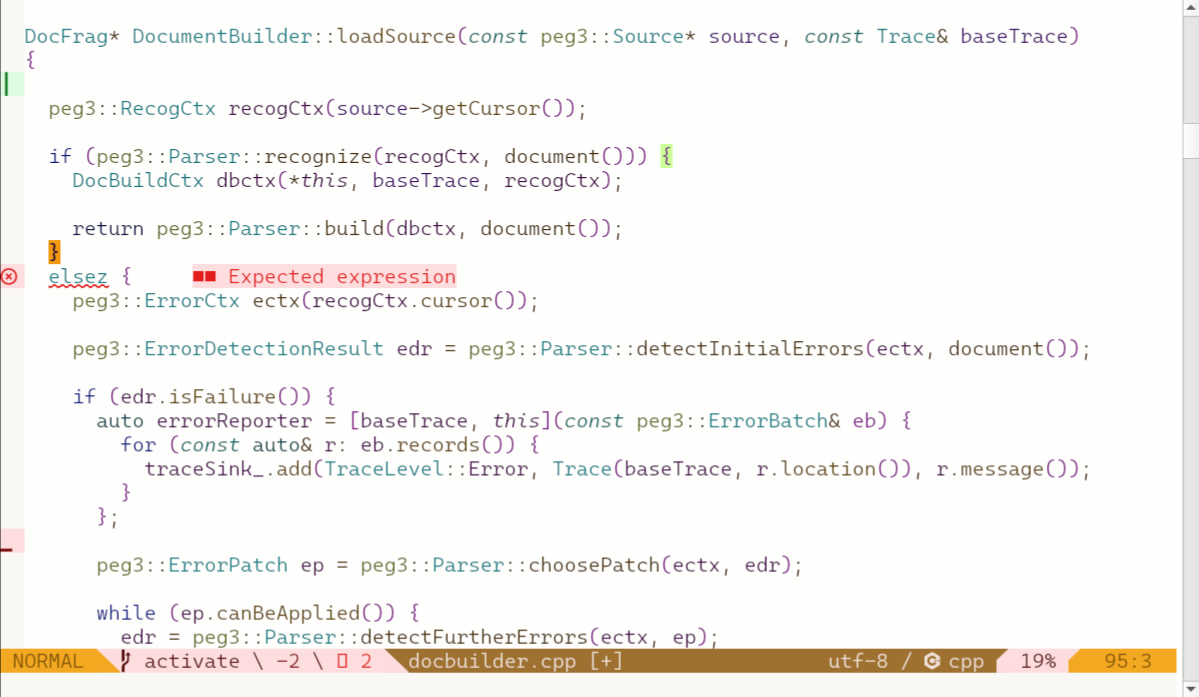 DocFrag* DocumentBuilder::loadSource(const peg3::Source* source, const Trace& baseTrace)
{
peg3::RecogCtx recogCtx(source->getCursor());
if (peg3::Parser::recognize(recogCtx, document())) {
DocBuildCtx dbctx(*this, baseTrace, recogCtx);
return peg3::Parser::build(dbctx, document());
}
elsez { ■■ Expected expression
peg3::ErrorCtx ectx(recogCtx.cursor());
peg3::ErrorDetectionResult edr = peg3::Parser::detectInitialErrors(ectx, document());
if (edr.isFailure()) {
auto errorReporter = [baseTrace, this](const peg3::ErrorBatch& eb) {
for (const auto& r: eb.records()) {
traceSink_.add(TraceLevel::Error, Trace(baseTrace, r.location()), r.message());
}
};
peg3::ErrorPatch ep = peg3::Parser::choosePatch(ectx, edr);
while (ep.canBeApplied()) {
edr = peg3::Parser::detectFurtherErrors(ectx, ep);
NORMAL activate \ -2 \ 2 docbuilder.cpp [+] utf-8 / cpp 19% 95:3